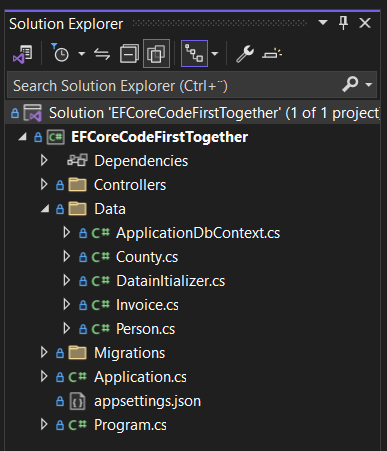 Solution Explorer
Search Solution Explorer (Ctrl+¨)
Solution 'EFCoreCodeFirstTogether' (1 of 1 project)
C# EFCoreCodeFirstTogether
Dependencies
Controllers
Data
C# ApplicationDbContext.cs
C# County.cs
C# DatainItializer.cs
C# Invoice.cs
C# Person.cs
Migrations
C# Application.cs
appsettings.json
C# Program.cs